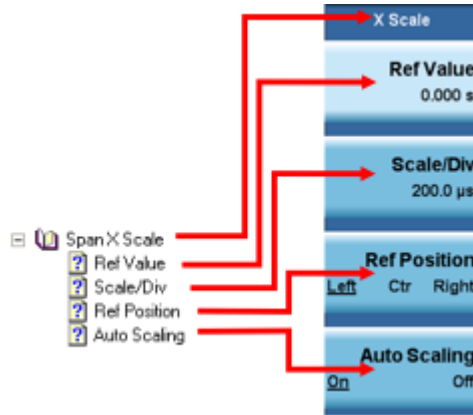 X Scale
Ref Value
0.000 s
Scale/Div
200.0 µs
Ref Position
Left Ctr Right
Auto Scaling
On Off
Span X Scale
Ref Value
Scale/Div
Ref Position
Auto Scaling